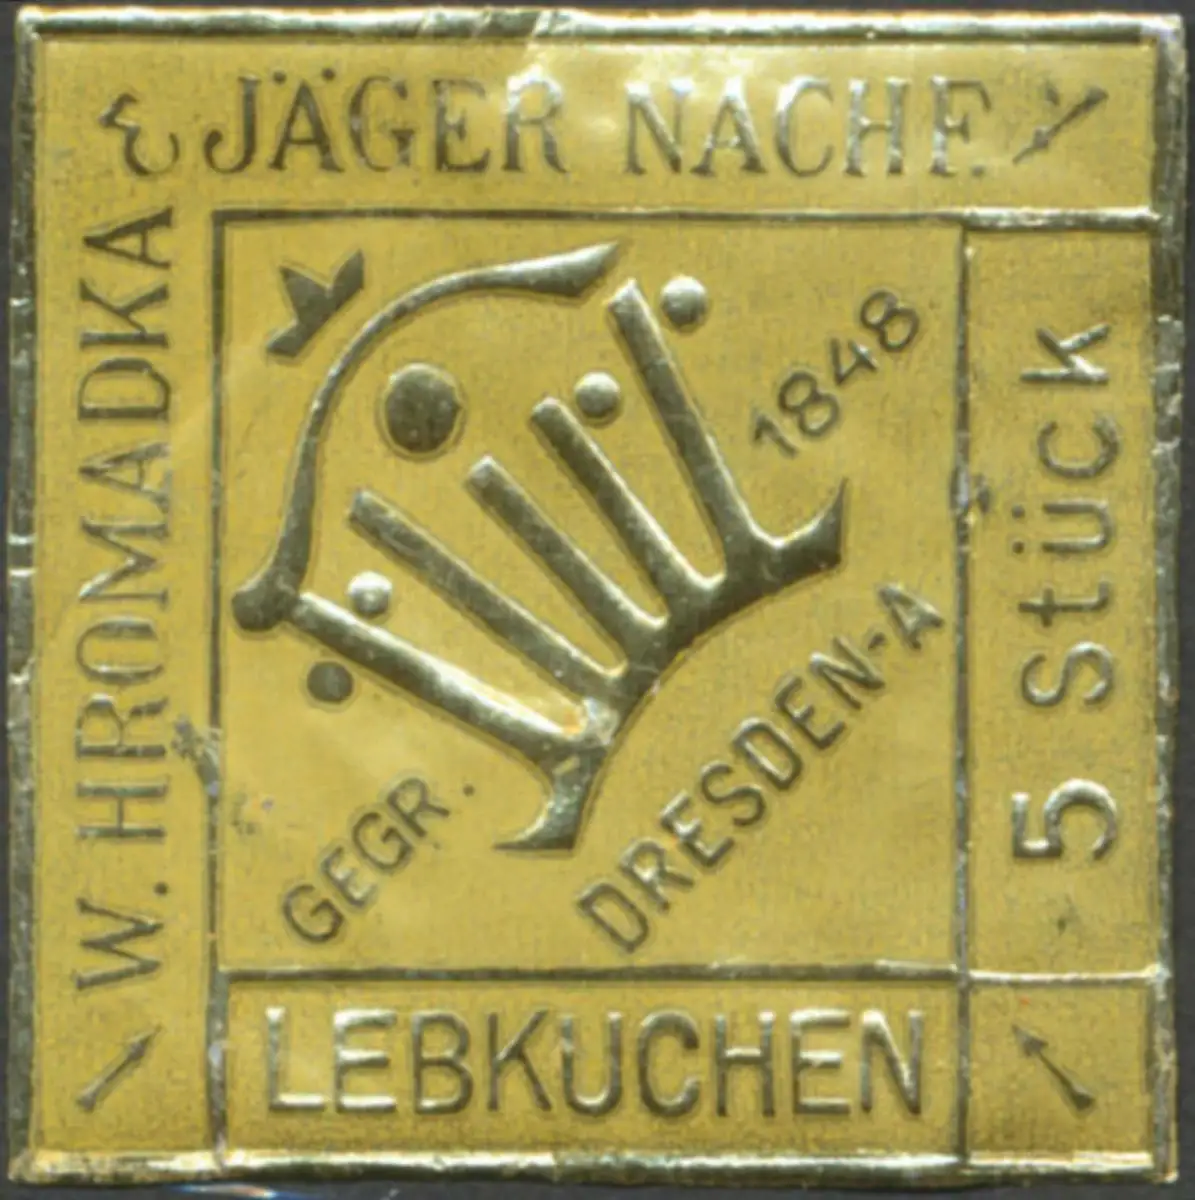 W. HROMADKA
JÄGER NACHF.
1848
GEGR.
DRESDEN-A
5 Stück
LEBKUCHEN